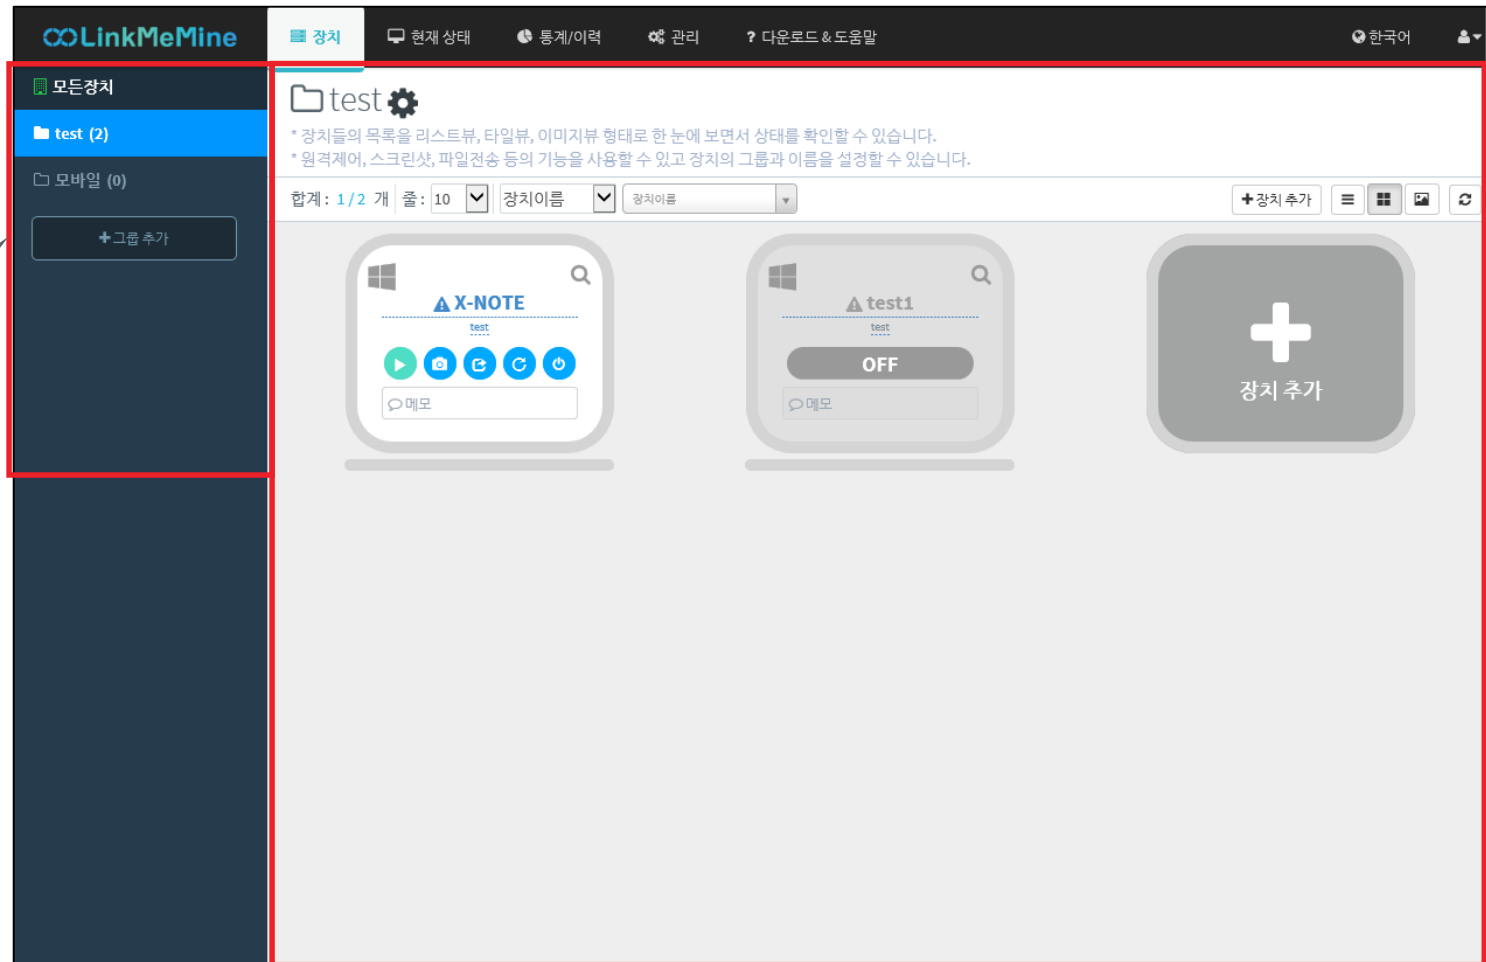 LinkMeMine
장치
현재 상태
통계/이력
관리
? 다운로드 & 도움말
한국어
모든장치
test (2)
모바일 (0)
+그룹 추가
test
* 장치들의 목록을 리스트뷰, 타일뷰, 이미지뷰 형태로 한 눈에 보면서 상태를 확인할 수 있습니다.
* 원격제어, 스크린샷, 파일전송 등의 기능을 사용할 수 있고 장치의 그룹과 이름을 설정할 수 있습니다.
합계 : 1 / 2 개 줄 : 10 장치이름 장치이름
+장치 추가
X-NOTE
test
메모
test1
test
OFF
메모
장치 추가